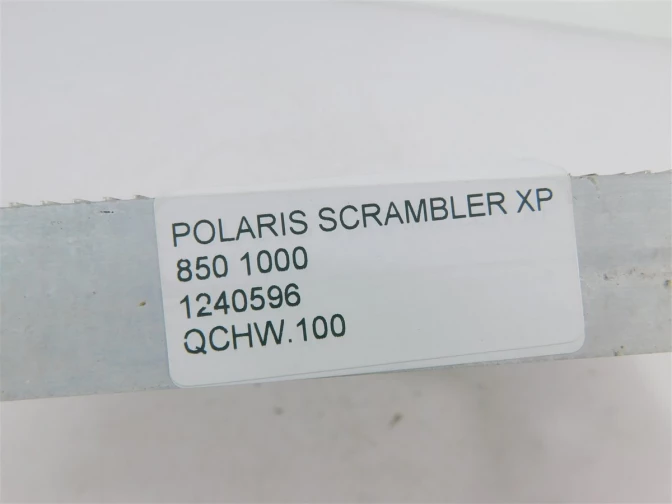 POLARIS SCRAMBLER XP
850 1000
1240596
QCHW.100